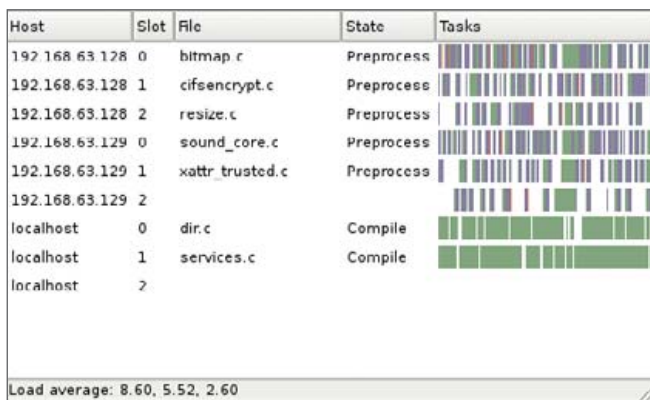 Host Slot File State Tasks
192.168.63.128 0 bitmap.c Preprocess
192.168.63.128 1 cifsencrypt.c Preprocess
192.168.63.128 2 resize.c Preprocess
192.168.63.129 0 sound_core.c Preprocess
192.168.63.129 1 xattr_trusted.c Preprocess
192.168.63.129 2
localhost 0 dir.c Compile
localhost 1 services.c Compile
localhost 2
Load average: 8.60, 5.52, 2.60